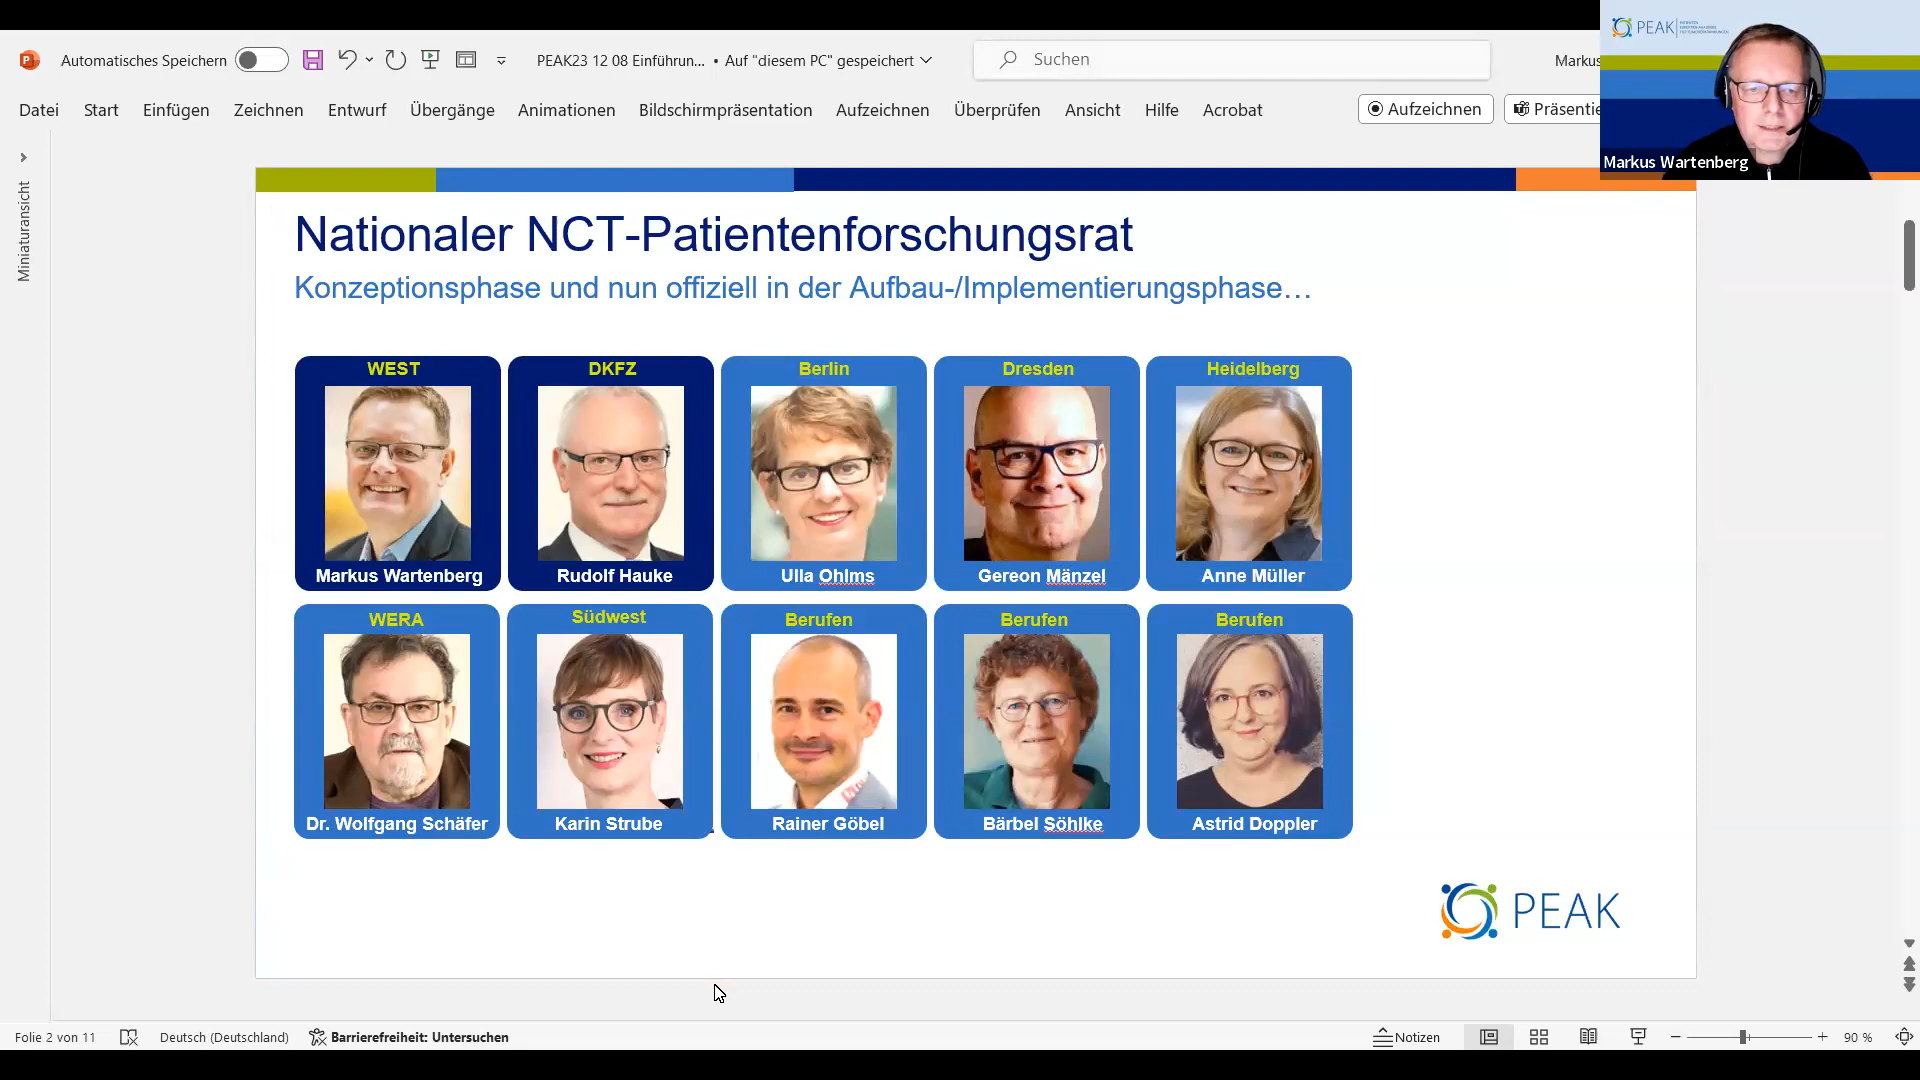 Automatisches Speichern
PEAK23 12 08 Einführun... • Auf "diesem PC" gespeichert
Suchen
Markus
PEAK
Datei Start Einfügen Zeichnen Entwurf Übergänge Animationen Bildschirmpräsentation Aufzeichnen Überprüfen Ansicht Hilfe Acrobat
Aufzeichnen
Präsentie
Markus Wartenberg
Miniaturansicht
Nationaler NCT-Patientenforschungsrat
Konzeptionsphase und nun offiziell in der Aufbau-/Implementierungsphase...
WEST DKFZ Berlin Dresden Heidelberg
Markus Wartenberg Rudolf Hauke Ulla Ohlms Gereon Mänzel Anne Müller
WERA Südwest Berufen Berufen Berufen
Dr. Wolfgang Schäfer Karin Strube Rainer Göbel Bärbel Söhlke Astrid Doppler
PEAK
Folie 2 von 11 Deutsch (Deutschland) Barrierefreiheit: Untersuchen Notizen 90 %